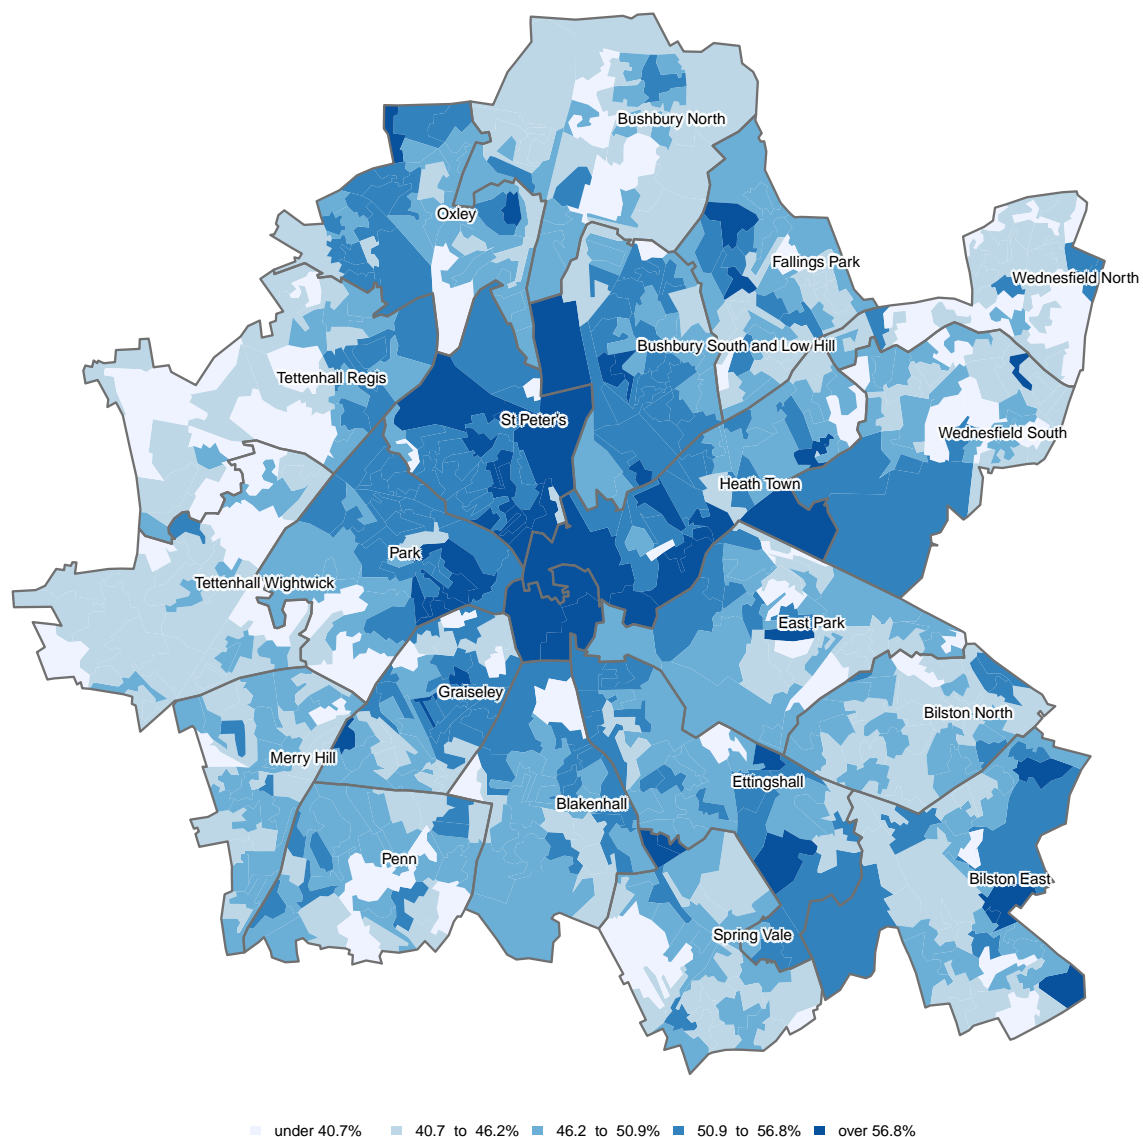 Bushbury North
Oxley
Fallings Park
Wednesfield North
Bushbury South and Low Hill
Tettenhall Regis
St Peter's
Wednesfield South
Heath Town
Park
Tettenhall Wightwick
East Park
Graiseley
Bilston North
Merry Hill
Ettingshall
Blakenhall
Penn
Bilston East
Spring Vale
under 40.7% 40.7 to 46.2% 46.2 to 50.9% 50.9 to 56.8% over 56.8%